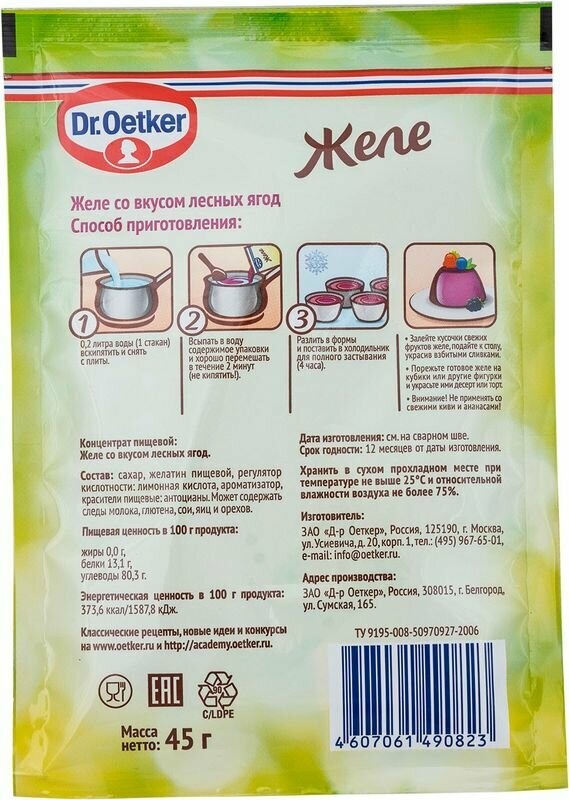 Dr.Oetker
Желе
Желе со вкусом лесных ягод
Способ приготовления:
1
0,2 литра воды (1 стакан)
вскипятить и снять
с плиты.
2
Всыпать в воду
содержимое упаковки
и хорошо перемешать
в течение 2 минут
(не кипятить!).
3
Разлить в формы
и поставить в холодильник
для полного застывания
(4 часа).
• Залейте кусочки свежих
фруктов желе, подайте к столу,
украсив взбитыми сливками.
• Порежьте готовое желе на
кубики или другие фигурки
и украсьте ими десерт или торт.
• Внимание! Не применять со
свежими киви и ананасами!
Концентрат пищевой:
Желе со вкусом лесных ягод.
Состав: сахар, желатин пищевой, регулятор
кислотности: лимонная кислота, ароматизатор,
красители пищевые: антоцианы. Может содержать
следы молока, глютена, сои, яиц и орехов.
Пищевая ценность в 100 г продукта:
жиры 0,0 г,
белки 13,1 г,
углеводы 80,3 г.
Энергетическая ценность в 100 г продукта:
373,6 ккал/1587,8 кДж.
Классические рецепты, новые идеи и конкурсы
на www.oetker.ru и http://academy.oetker.ru.
Дата изготовления: см. на сварном шве.
Срок годности: 12 месяцев от даты изготовления.
Хранить в сухом прохладном месте при
температуре не выше 25°С и относительной
влажности воздуха не более 75%.
Изготовитель:
ЗАО «Д-р Оеткер», Россия, 125190, г. Москва,
ул. Усиевича, д. 20, корп. 1, тел.: (495) 967-65-01,
e-mail: info@oetker.ru.
Адрес производства:
ЗАО «Д-р Оеткер», Россия, 308015, г. Белгород,
ул. Сумская, 165.
ТУ 9195-008-50970927-2006
EAC
90
C/LDPE
Масса
нетто: 45 г
4 607061 490823